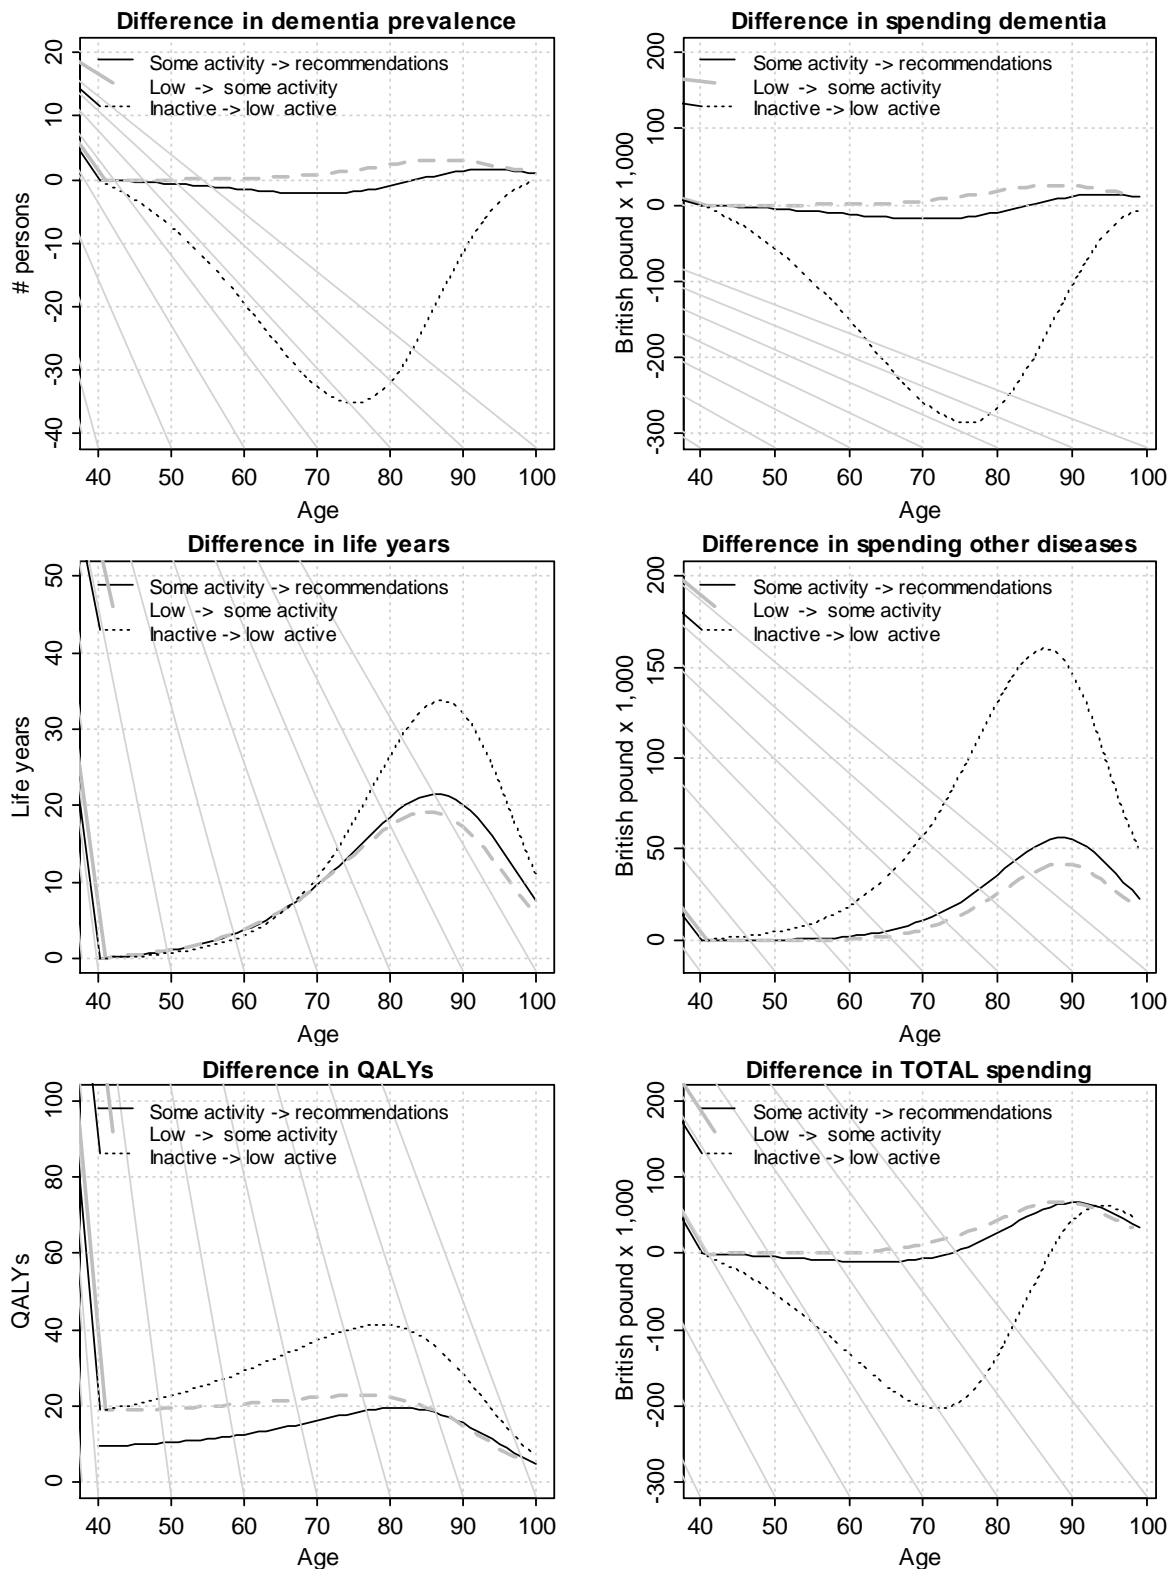 Difference in dementia prevalence
Some activity -> recommendations
Low -> some activity
Inactive -> low active
# persons
20
10
0
-10
-20
-30
-40
40 50 60 70 80 90 100
Age
Difference in spending dementia
Some activity -> recommendations
Low -> some activity
Inactive -> low active
British pound x 1,000
200
100
0
-100
-200
-300
40 50 60 70 80 90 100
Age
Difference in life years
Some activity -> recommendations
Low -> some activity
Inactive -> low active
Life years
50
40
30
20
10
0
40 50 60 70 80 90 100
Age
Difference in spending other diseases
Some activity -> recommendations
Low -> some activity
Inactive -> low active
British pound x 1,000
200
150
100
50
0
40 50 60 70 80 90 100
Age
Difference in QALYs
Some activity -> recommendations
Low -> some activity
Inactive -> low active
QALYs
100
80
60
40
20
0
40 50 60 70 80 90 100
Age
Difference in TOTAL spending
Some activity -> recommendations
Low -> some activity
Inactive -> low active
British pound x 1,000
200
100
0
-100
-200
-300
40 50 60 70 80 90 100
Age